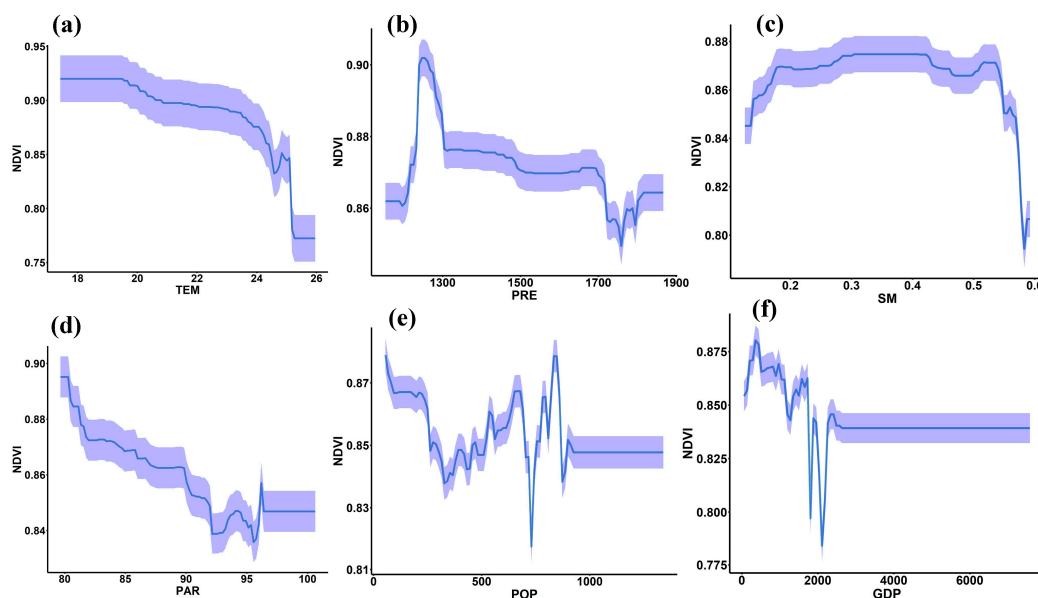 (a)
0.95
0.90
0.85
0.80
0.75
NDVI
18 20 22 24 26
TEM
(b)
0.90
0.88
0.86
NDVI
1300 1500 1700 1900
PRE
(c)
0.88
0.86
0.84
0.82
0.80
NDVI
0.2 0.3 0.4 0.5
SM
(d)
0.90
0.88
0.86
0.84
NDVI
80 85 90 95 100
PAR
(e)
0.87
0.85
0.83
0.81
NDVI
0 500 1000
POP
(f)
0.875
0.850
0.825
0.800
0.775
NDVI
0 2000 4000 6000
GDP